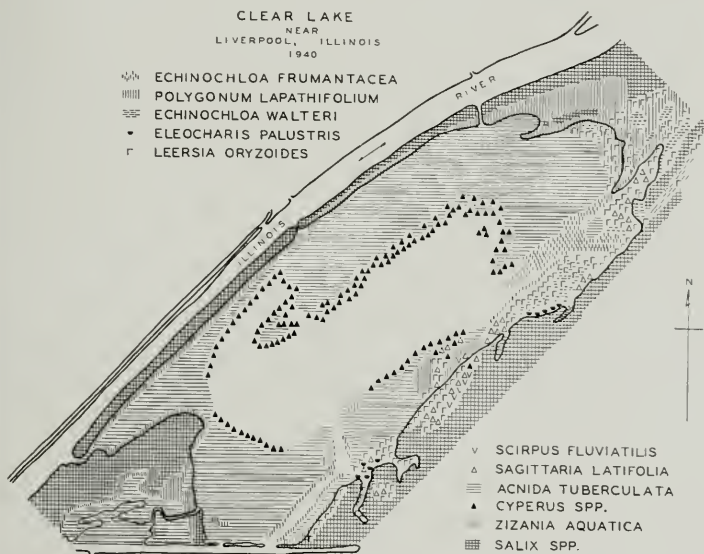 CLEAR LAKE
NEAR
LIVERPOOL, ILLINOIS
1940
ECHINOCHLOA FRUMANTACEA
POLYGONUM LAPATHIFOLIUM
ECHINOCHLOA WALTERI
ELEOCHARIS PALUSTRIS
LEERSIA ORYZOIDES
ILLINOIS RIVER
N
SCIRPUS FLUVIATILIS
SAGITTARIA LATIFOLIA
ACNIDA TUBERCULATA
CYPERUS SPP.
ZIZANIA AQUATICA
SALIX SPP.